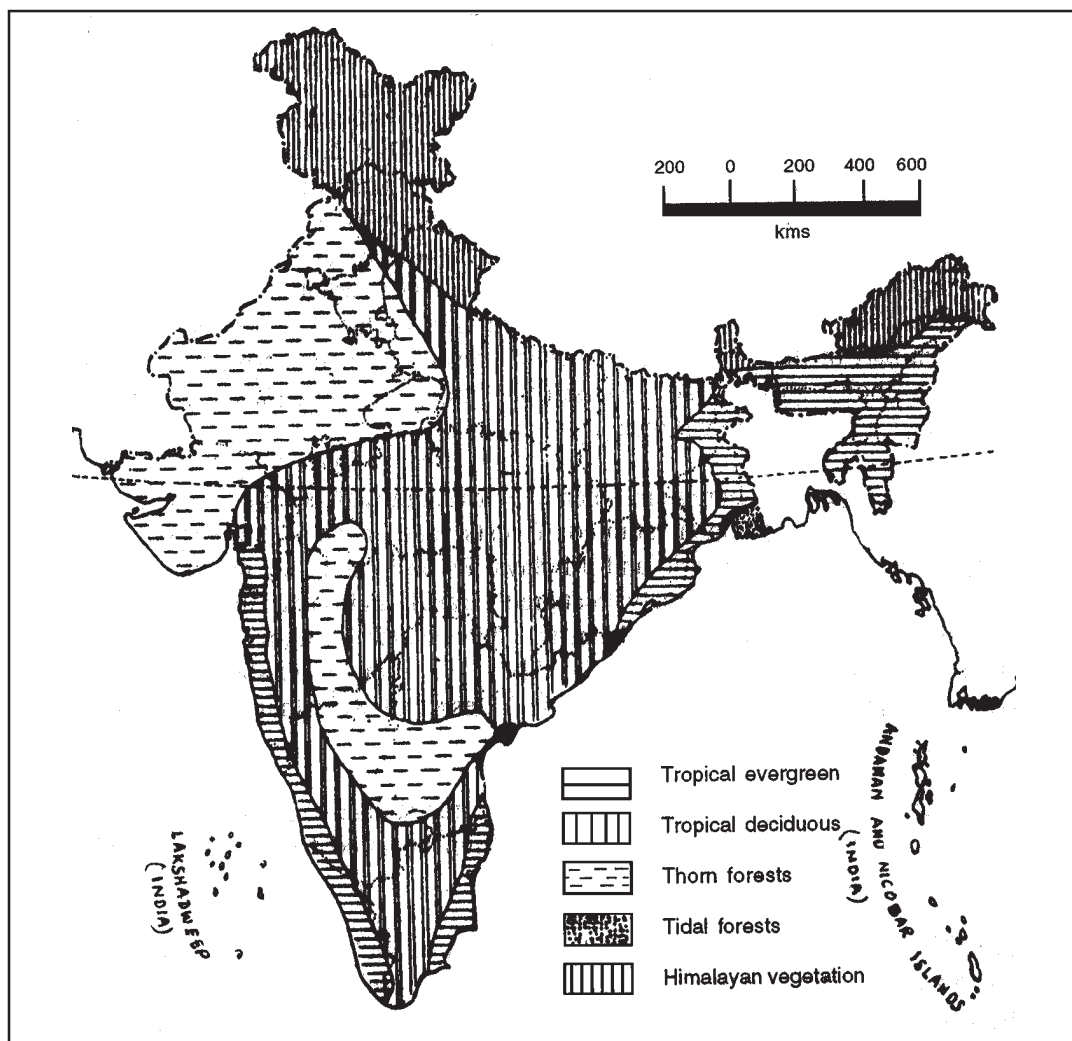 200 0 200 400 600
kms
Tropical evergreen
Tropical deciduous
Thorn forests
Tidal forests
Himalayan vegetation
LAKSHADWEEP
(INDIA)
ANDAMAN AND NICOBAR ISLANDS
(INDIA)